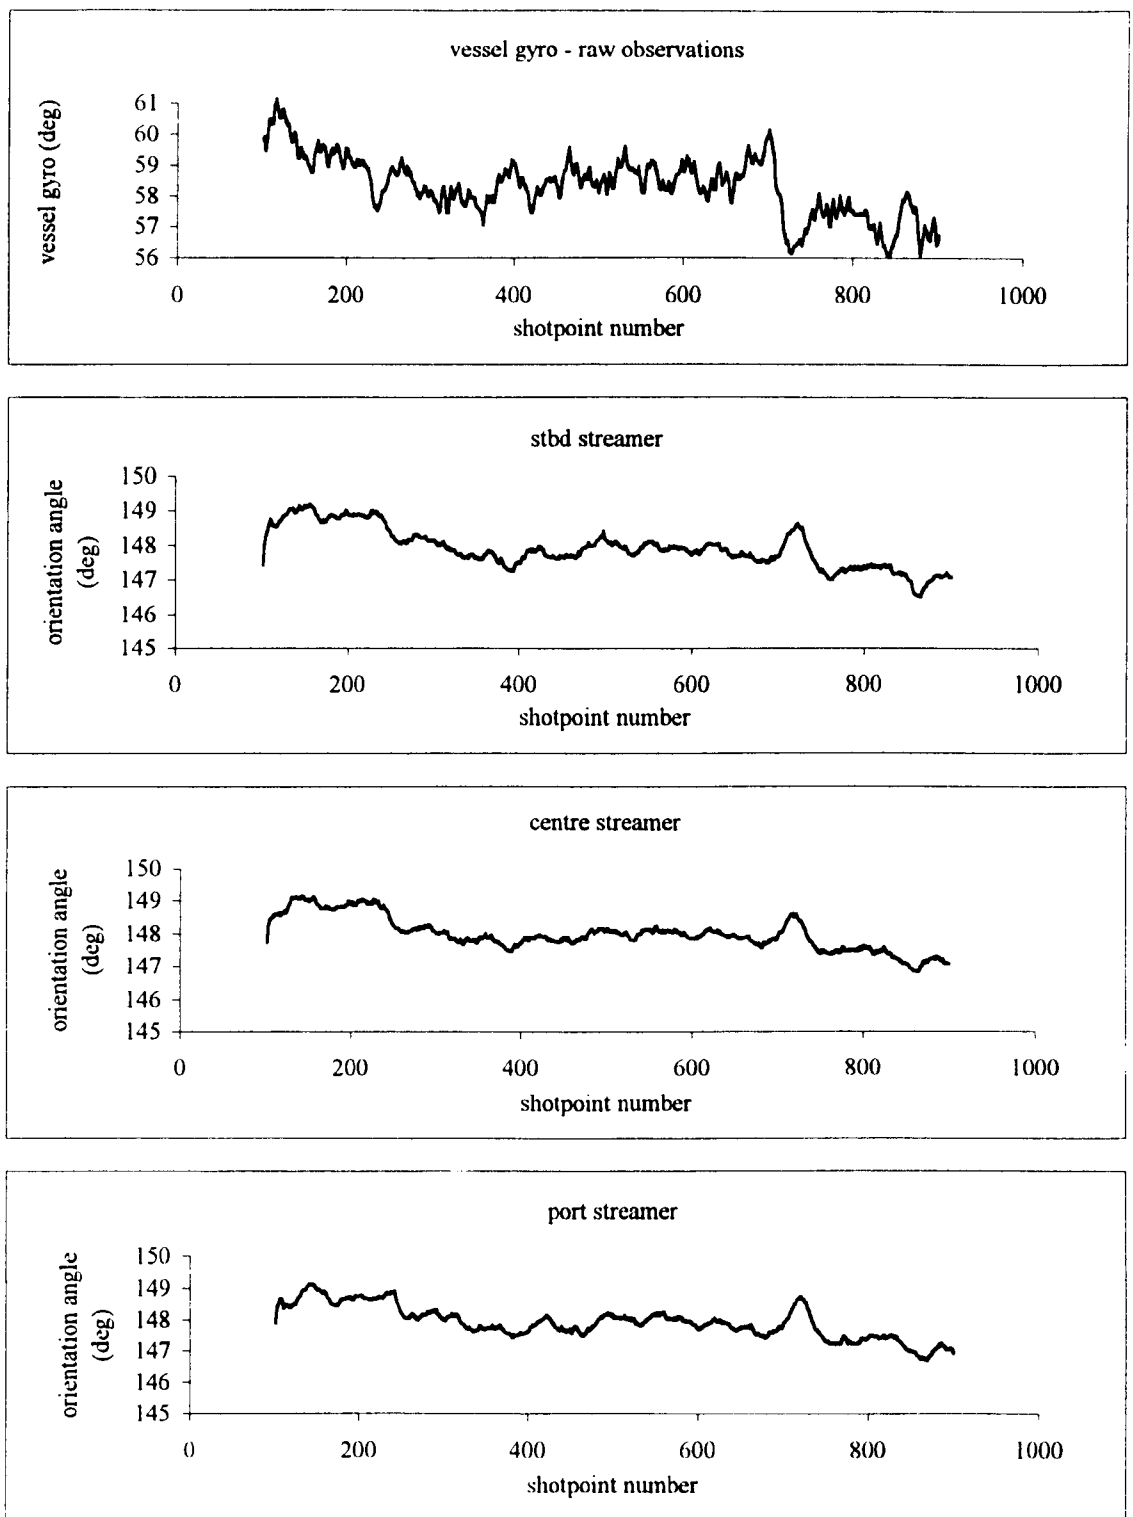 vessel gyro - raw observations
vessel gyro (deg)
61
60
59
58
57
56
0 200 400 600 800 1000
shotpoint number
stbd streamer
orientation angle
(deg)
150
149
148
147
146
145
0 200 400 600 800 1000
shotpoint number
centre streamer
orientation angle
(deg)
150
149
148
147
146
145
0 200 400 600 800 1000
shotpoint number
port streamer
orientation angle
(deg)
150
149
148
147
146
145
0 200 400 600 800 1000
shotpoint number